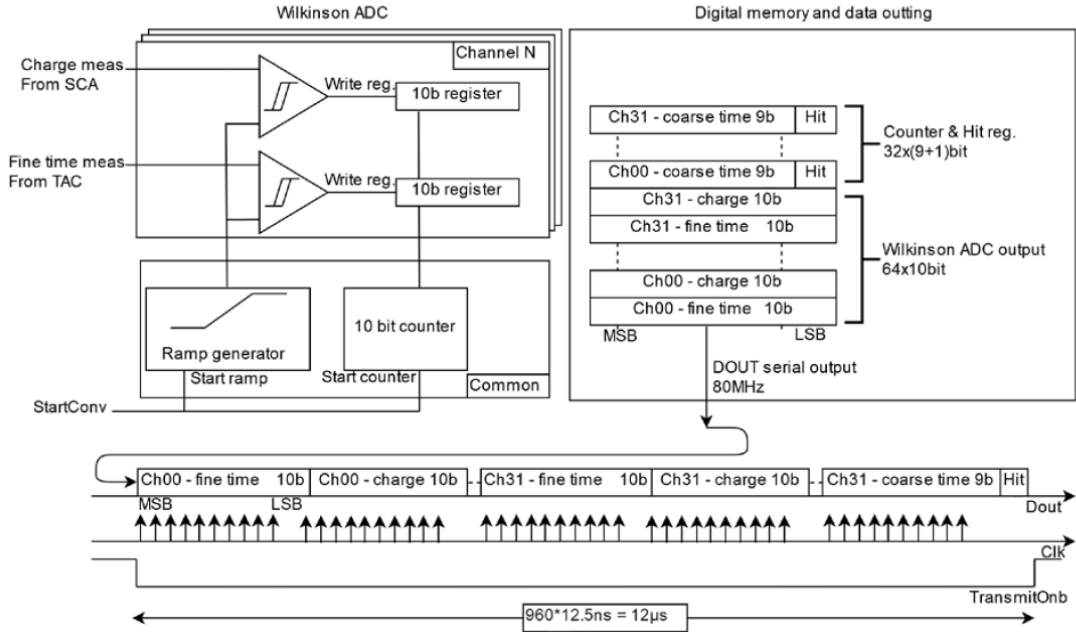 Wilkinson ADC
Digital memory and data outting
Channel N
Charge meas
From SCA
Write reg.
10b register
Fine time meas
From TAC
Write reg.
10b register
Ramp generator
10 bit counter
Start ramp
Start counter
Common
StartConv
Ch31 - coarse time 9b
Hit
Counter & Hit reg.
32x(9+1)bit
Ch00 - coarse time 9b
Hit
Ch31 - charge 10b
Ch31 - fine time 10b
Wilkinson ADC output
64x10bit
Ch00 - charge 10b
Ch00 - fine time 10b
MSB
LSB
DOUT serial output
80MHz
Ch00 - fine time 10b
Ch00 - charge 10b
Ch31 - fine time 10b
Ch31 - charge 10b
Ch31 - coarse time 9b
Hit
MSB
LSB
Dout
Clk
TransmitOnb
960*12.5ns = 12µs